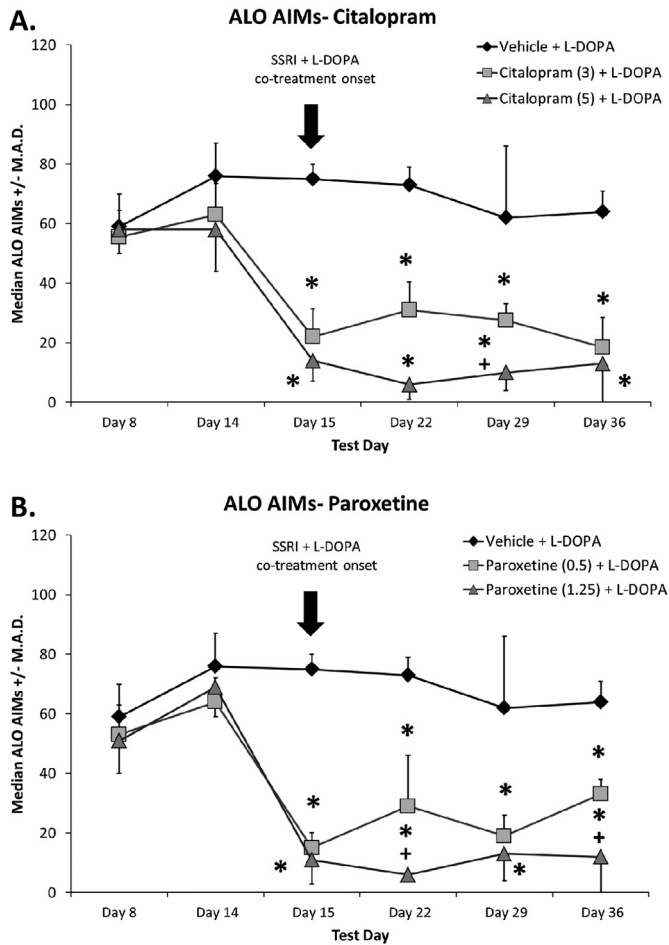 A.
ALO AIMs- Citalopram
120
100
80
60
40
20
0
Median ALO AIMs +/- M.A.D.
SSRI + L-DOPA
co-treatment onset
Vehicle + L-DOPA
Citalopram (3) + L-DOPA
Citalopram (5) + L-DOPA
*
*
*
*
*
+
*
*
*
Day 8
Day 14
Day 15
Day 22
Day 29
Day 36
Test Day
B.
ALO AIMs- Paroxetine
120
100
80
60
40
20
0
Median ALO AIMs +/- M.A.D.
SSRI + L-DOPA
co-treatment onset
Vehicle + L-DOPA
Paroxetine (0.5) + L-DOPA
Paroxetine (1.25) + L-DOPA
*
*
*
*
*
+
*
+
*
*
Day 8
Day 14
Day 15
Day 22
Day 29
Day 36
Test Day